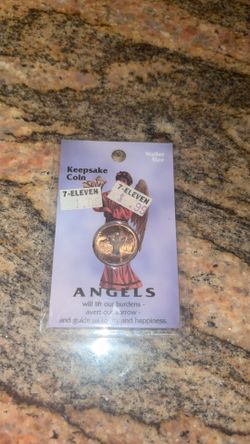 Wallet
Size
Keepsake
Coin
7-ELEVEN
7-ELEVEN
ANGELS
will lift our burdens -
avert our sorrow -
and guide us to joy and happiness.